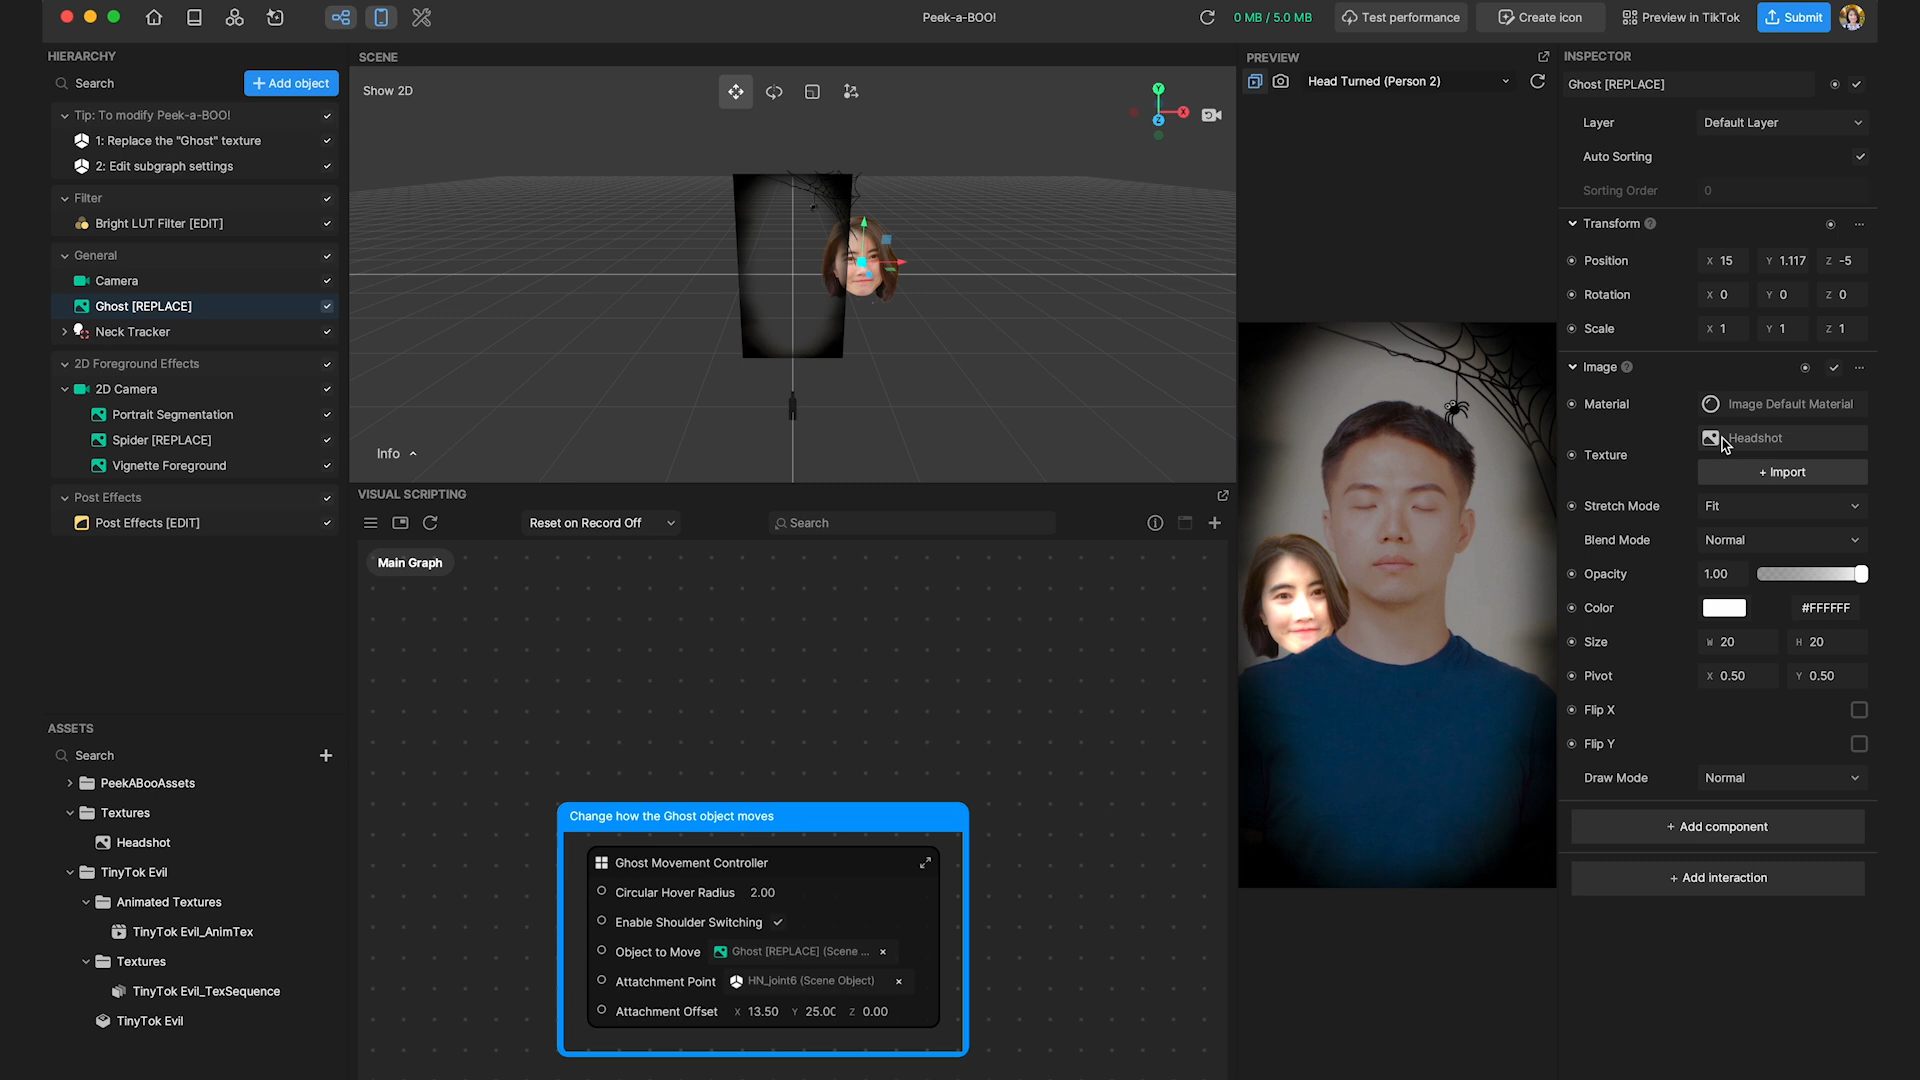 Peek-a-BOO!
0 MB / 5.0 MB
Test performance
Create icon
Preview in TikTok
Submit
HIERARCHY
Search
+ Add object
Tip: To modify Peek-a-BOO!
1: Replace the "Ghost" texture
2: Edit subgraph settings
Filter
Bright LUT Filter [EDIT]
General
Camera
Ghost [REPLACE]
Neck Tracker
2D Foreground Effects
2D Camera
Portrait Segmentation
Spider [REPLACE]
Vignette Foreground
Post Effects
Post Effects [EDIT]
ASSETS
Search
PeekABooAssets
Textures
Headshot
TinyTok Evil
Animated Textures
TinyTok Evil_AnimTex
Textures
TinyTok Evil_TexSequence
TinyTok Evil
SCENE
Show 2D
Y
X
Z
Info
VISUAL SCRIPTING
Reset on Record Off
Search
Main Graph
Change how the Ghost object moves
Ghost Movement Controller
Circular Hover Radius 2.00
Enable Shoulder Switching
Object to Move Ghost [REPLACE] (Scene ...
Attatchment Point HN_joint6 (Scene Object)
Attachment Offset X 13.50 Y 25.00 Z 0.00
PREVIEW
Head Turned (Person 2)
INSPECTOR
Ghost [REPLACE]
Layer Default Layer
Auto Sorting
Sorting Order 0
Transform
Position X 15 Y 1.117 Z -5
Rotation X 0 Y 0 Z 0
Scale X 1 Y 1 Z 1
Image
Material Image Default Material
Headshot
Texture
+ Import
Stretch Mode Fit
Blend Mode Normal
Opacity 1.00
Color #FFFFFF
Size W 20 H 20
Pivot X 0.50 Y 0.50
Flip X
Flip Y
Draw Mode Normal
+ Add component
+ Add interaction